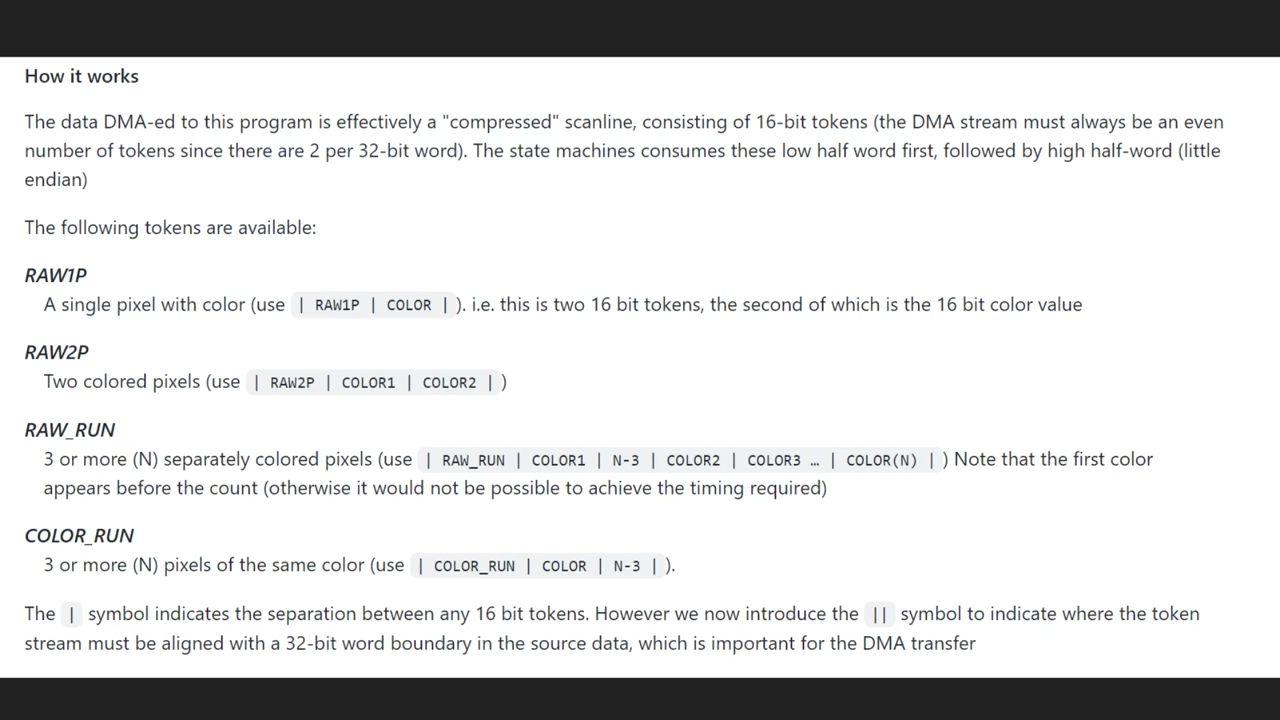 How it works
The data DMA-ed to this program is effectively a "compressed" scanline, consisting of 16-bit tokens (the DMA stream must always be an even
number of tokens since there are 2 per 32-bit word). The state machines consumes these low half word first, followed by high half-word (little
endian)
The following tokens are available:
RAW1P
A single pixel with color (use | RAW1P | COLOR | ). i.e. this is two 16 bit tokens, the second of which is the 16 bit color value
RAW2P
Two colored pixels (use | RAW2P | COLOR1 | COLOR2 | )
RAW_RUN
3 or more (N) separately colored pixels (use | RAW_RUN | COLOR1 | N-3 | COLOR2 | COLOR3 … | COLOR(N) | ) Note that the first color
appears before the count (otherwise it would not be possible to achieve the timing required)
COLOR_RUN
3 or more (N) pixels of the same color (use | COLOR_RUN | COLOR | N-3 | ).
The | symbol indicates the separation between any 16 bit tokens. However we now introduce the || symbol to indicate where the token
stream must be aligned with a 32-bit word boundary in the source data, which is important for the DMA transfer